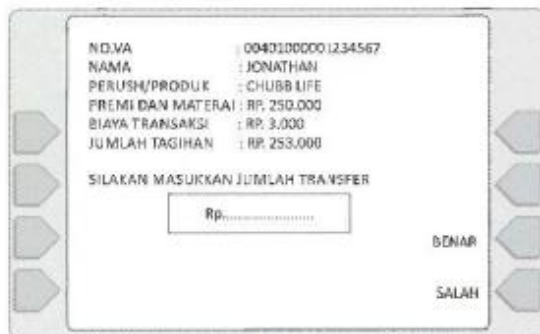 NO.VA : 00401000001234567
NAMA : JONATHAN
PERUSH/PRODUK : CHUBB LIFE
PREMI DAN MATERAI : RP. 250.000
BIAYA TRANSAKSI : RP. 3.000
JUMLAH TAGIHAN : RP. 253.000
SILAKAN MASUKKAN JUMLAH TRANSFER
Rp.......................
BENAR
SALAH